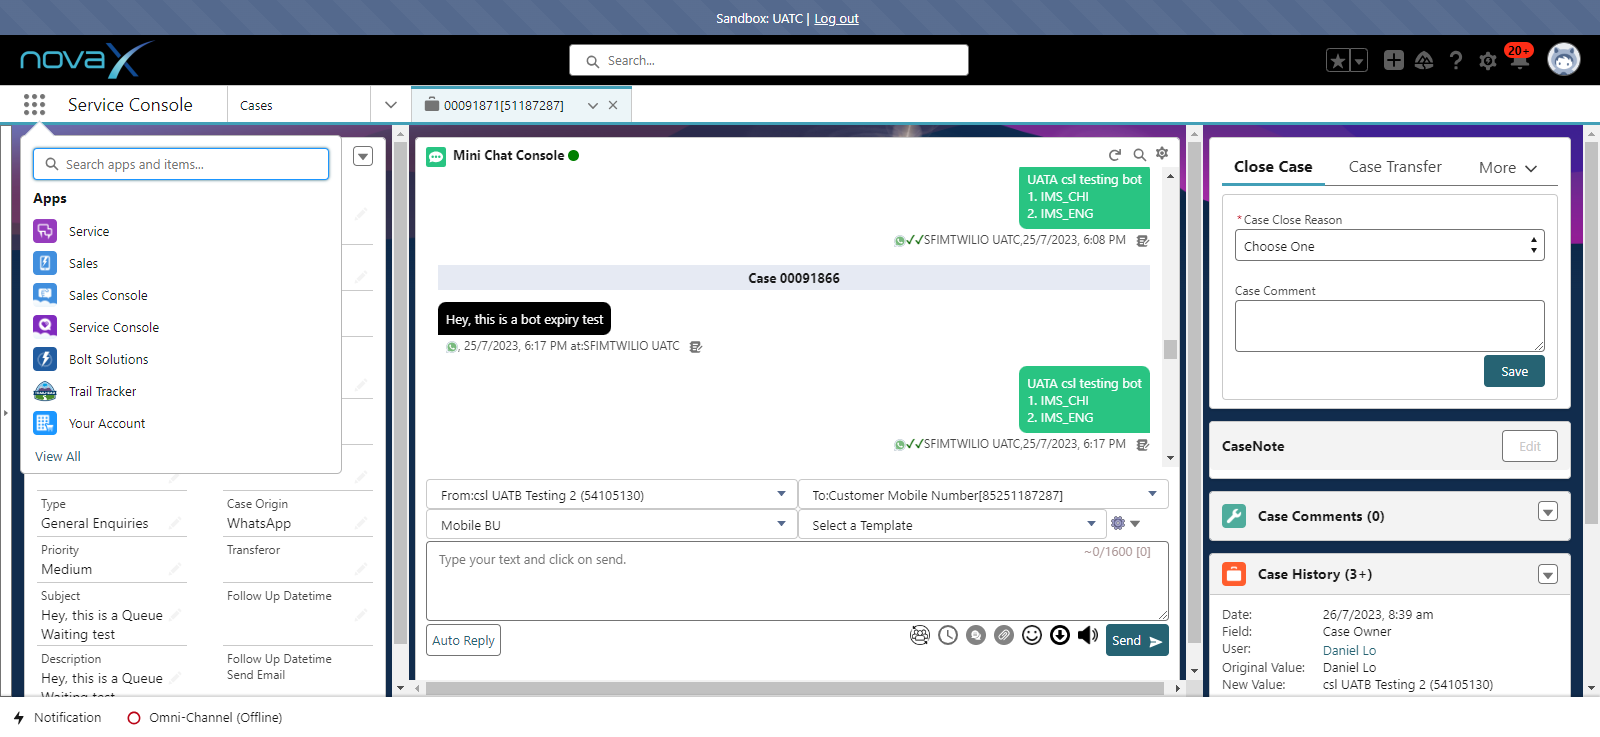 Sandbox: UATC | Log out
novaX
Search...
20+
Service Console
Cases
00091871[51187287]
Search apps and items...
Apps
Service
Sales
Sales Console
Service Console
Bolt Solutions
Trail Tracker
Your Account
View All
Type
General Enquiries
Case Origin
WhatsApp
Priority
Medium
Transferor
Subject
Hey, this is a Queue
Waiting test
Follow Up Datetime
Description
Hey, this is a Queue
Waiting test
Follow Up Datetime
Send Email
Mini Chat Console
UATA csl testing bot
1. IMS_CHI
2. IMS_ENG
SFIMTWILIO UATC,25/7/2023, 6:08 PM
Case 00091866
Hey, this is a bot expiry test
, 25/7/2023, 6:17 PM at:SFIMTWILIO UATC
UATA csl testing bot
1. IMS_CHI
2. IMS_ENG
SFIMTWILIO UATC,25/7/2023, 6:17 PM
From:csl UATB Testing 2 (54105130)
To:Customer Mobile Number[85251187287]
Mobile BU
Select a Template
Type your text and click on send.
~0/1600 [0]
Auto Reply
Send
Close Case
Case Transfer
More
*Case Close Reason
Choose One
Case Comment
Save
CaseNote
Edit
Case Comments (0)
Case History (3+)
Date: 26/7/2023, 8:39 am
Field: Case Owner
User: Daniel Lo
Original Value: Daniel Lo
New Value: csl UATB Testing 2 (54105130)
Notification
Omni-Channel (Offline)